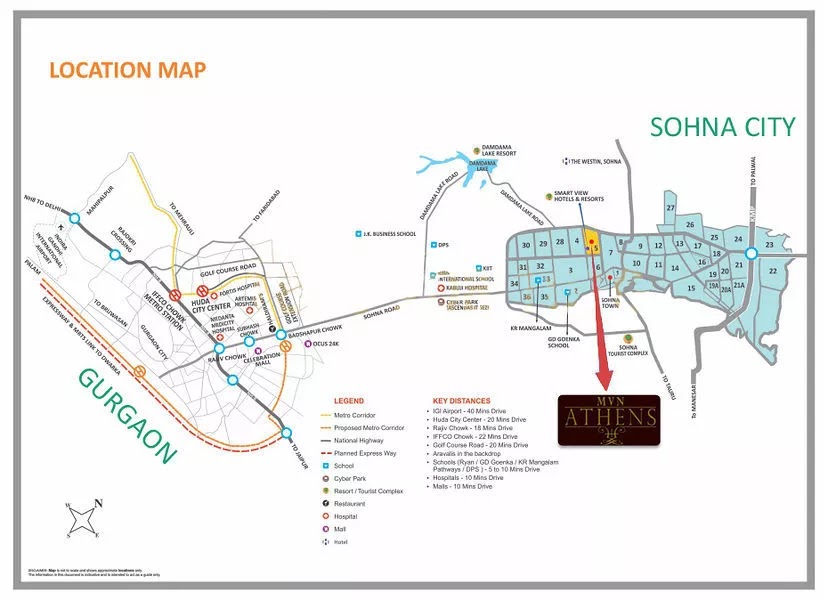 LOCATION MAP
SOHNA CITY
DAMDAMA
LAKE RESORT
DAMDAMA
LAKE
THE WESTIN, SOHNA
TO PALWAL
SMART VIEW
HOTELS & RESORTS
DAMDAMA LAKE ROAD
DAMDAMA LAKE ROAD
KMP
NH8 TO DELHI
MAHIPALPUR
TO MEHRAULI
TO FARIDABAD
RAJOKRI
CROSSING
INDRA
GANDHI
INTERNATIONAL
AIRPORT
PALAM
J.K. BUSINESS SCHOOL
DPS
KIIT
INTERNATIONAL SCHOOL
KABLIJI HOSPITAL
CYBER PARK
GOLF COURSE ROAD
FORTIS HOSPITAL
HUDA
CITY CENTER
IFFCO CHOWK
METRO STATION
ARTEMIS
HOSPITAL
GOLF COURSE
EXTENSION ROAD
MEDANTA
MEDICITY
HOSPITAL
SUBHASH
CHOWK
BADSHAPUR CHOWK
RAJIV CHOWK
CELEBRATION
MALL
OCUS 24K
SOHNA ROAD
TO BIJWASAN
GURGAON CITY
EXPRESSWAY & MRTS LINK TO DWARKA
GURGAON
TO JAIPUR
27
30
29
28
4
5
7
8
9
12
13
26
25
24
23
31
32
3
6
10
11
14
17
18
20
21
22
34
33
36
35
2
1
16
15
19
19A
21A
SOHNA
TOWN
KR MANGALAM
GD GOENKA
SCHOOL
SOHNA
TOURIST COMPLEX
TO TAURU
TO MANESAR
MVN
ATHENS
LEGEND
Metro Corridor
Proposed Metro Corridor
National Highway
Planned Express Way
School
Cyber Park
Resort / Tourist Complex
Restaurant
Hospital
Mall
Hotel
KEY DISTANCES
• IGI Airport - 40 Mins Drive
• Huda City Center - 20 Mins Drive
• Rajiv Chowk - 18 Mins Drive
• IFFCO Chowk - 22 Mins Drive
• Golf Course Road - 20 Mins Drive
• Aravalis in the backdrop
• Schools (Ryan / GD Goenka / KR Mangalam
Pathways / DPS ) - 5 to 10 Mins Drive
• Hospitals - 10 Mins Drive
• Malls - 10 Mins Drive
N
W
E
S
DISCLAIMER: Map is not to scale and shows approximate locations only.
The information in this document is indicative and is intended to act as a guide only.